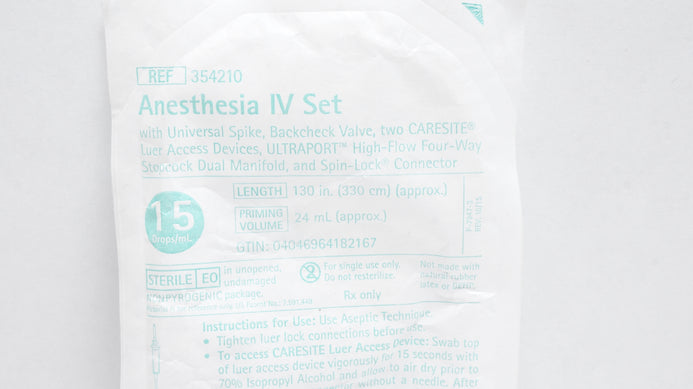 REF 354210
Anesthesia IV Set
with Universal Spike, Backcheck Valve, two CARESITE®
Luer Access Devices, ULTRAPORT™ High-Flow Four-Way
Stopcock Dual Manifold, and Spin-Lock® Connector
15
Drops/mL
LENGTH 130 in. (330 cm) (approx.)
PRIMING
VOLUME 24 mL (approx.)
GTIN: 04046964182167
STERILE EO in unopened,
undamaged
NONPYROGENIC package.
For single use only.
Do not resterilize.
Rx only
Not made with
natural rubber
latex or DEHP.
Instructions for Use: Use Aseptic Technique.
• Tighten luer lock connections before use.
• To access CARESITE Luer Access Device: Swab top
of luer access device vigorously for 15 seconds with
70% Isopropyl Alcohol and allow to air dry prior
without a needle. After